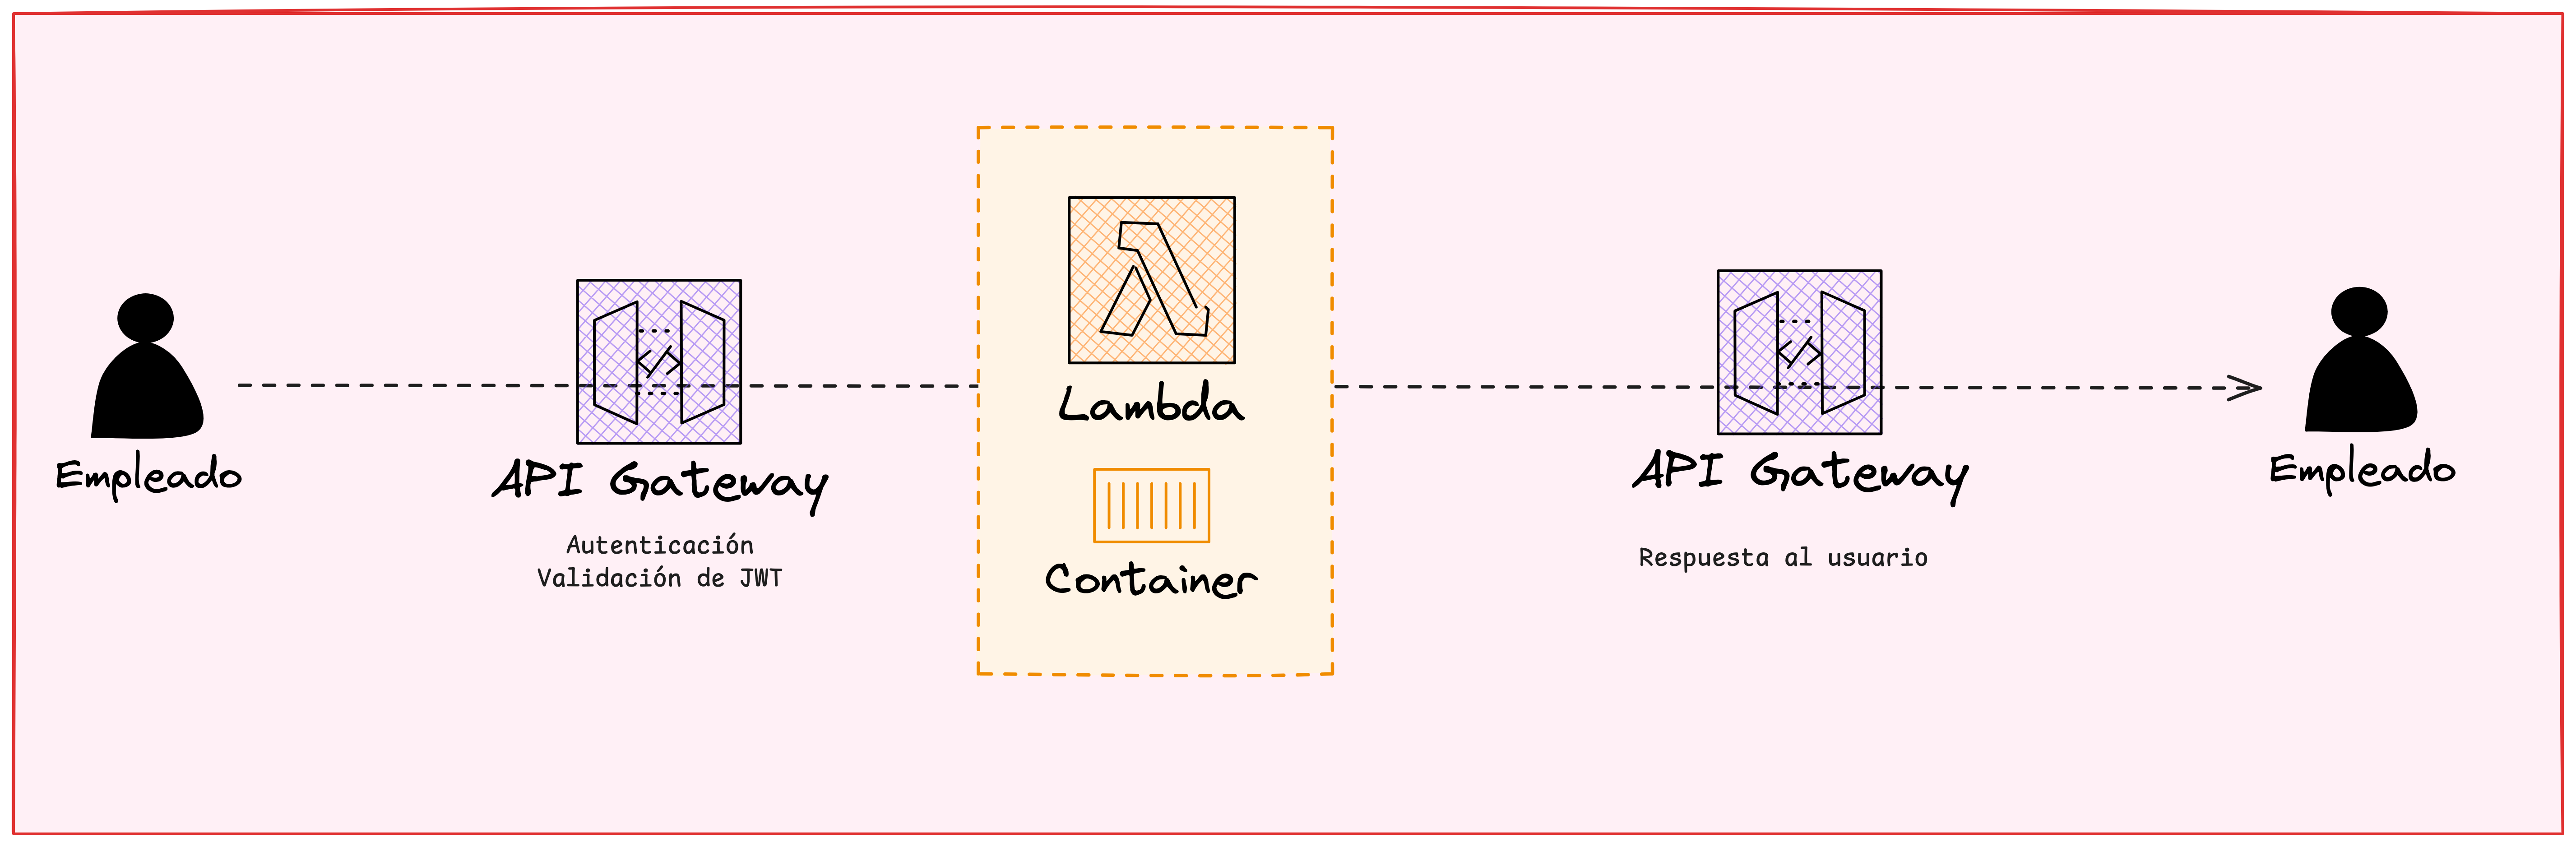 Empleado
API Gateway
Autenticación
Validación de JWT
Lambda
Container
API Gateway
Respuesta al usuario
Empleado